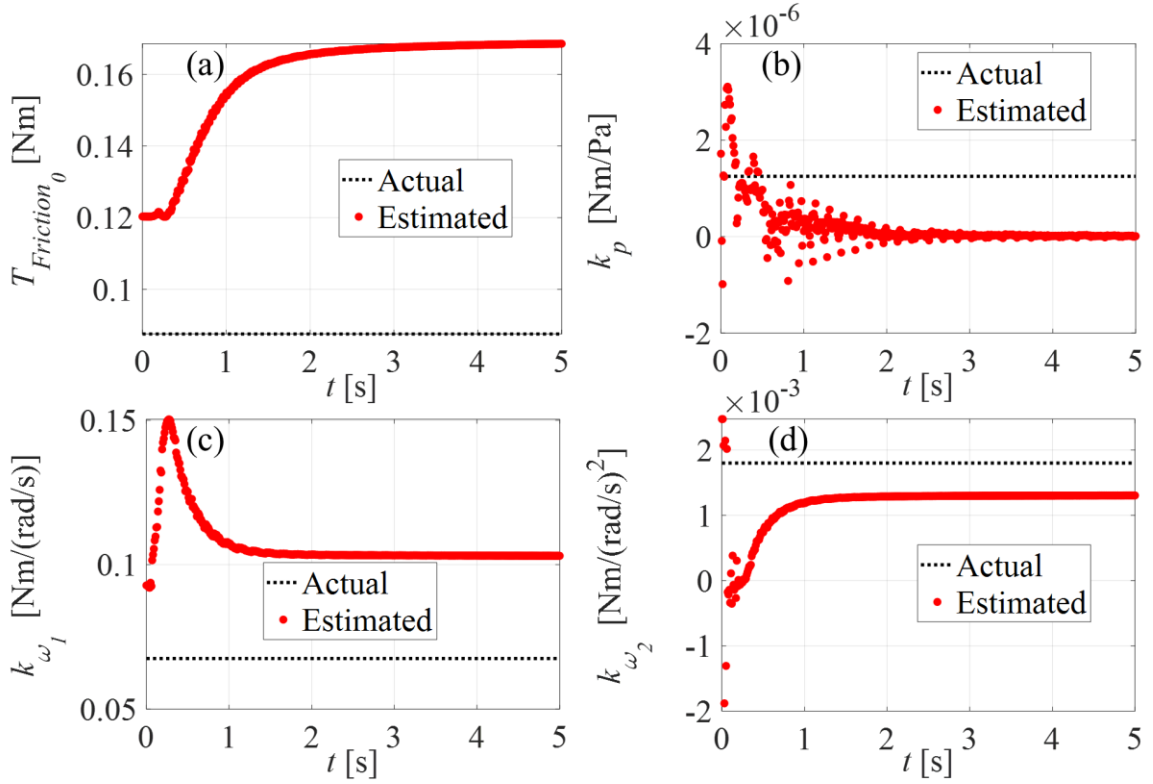 (a)
T_Friction_0 [Nm]
0.16
0.14
0.12
0.1
Actual
Estimated
0 1 2 3 4 5
t [s]
(b)
×10^-6
k_p [Nm/Pa]
4
2
0
-2
Actual
Estimated
0 1 2 3 4 5
t [s]
(c)
k_ω_1 [Nm/(rad/s)]
0.15
0.1
0.05
Actual
Estimated
0 1 2 3 4 5
t [s]
(d)
×10^-3
k_ω_2 [Nm/(rad/s)^2]
2
1
0
-1
-2
Actual
Estimated
0 1 2 3 4 5
t [s]